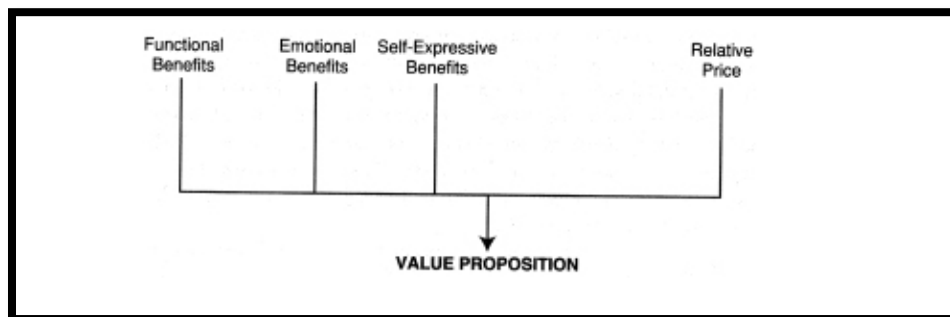 Functional
Benefits
Emotional
Benefits
Self-Expressive
Benefits
Relative
Price
VALUE PROPOSITION